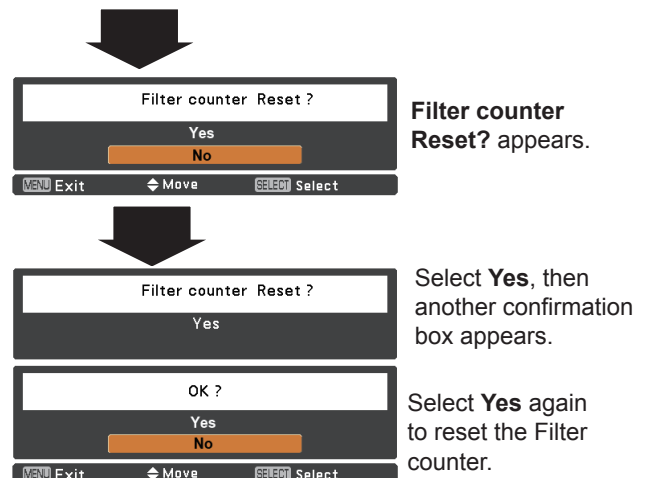 Filter counter Reset ?
Yes
No
MENU Exit Move SELECT Select
Filter counter
Reset? appears.
Filter counter Reset ?
Yes
Select Yes, then
another confirmation
box appears.
OK ?
Yes
No
MENU Exit Move SELECT Select
Select Yes again
to reset the Filter
counter.